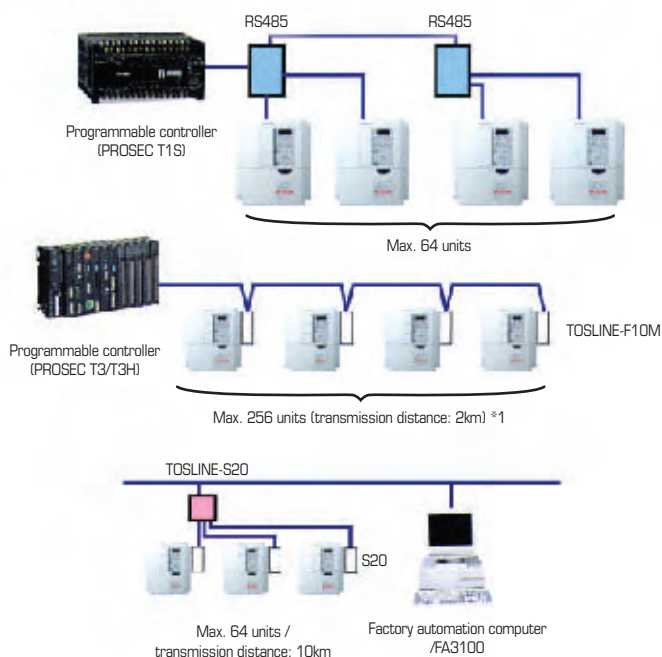 RS485 RS485
Programmable controller
(PROSEC T1S)
Max. 64 units
TOSLINE-F10M
Programmable controller
(PROSEC T3/T3H)
Max. 256 units (transmission distance: 2km) *1
TOSLINE-S20
S20
Max. 64 units /
transmission distance: 10km
Factory automation computer
/FA3100